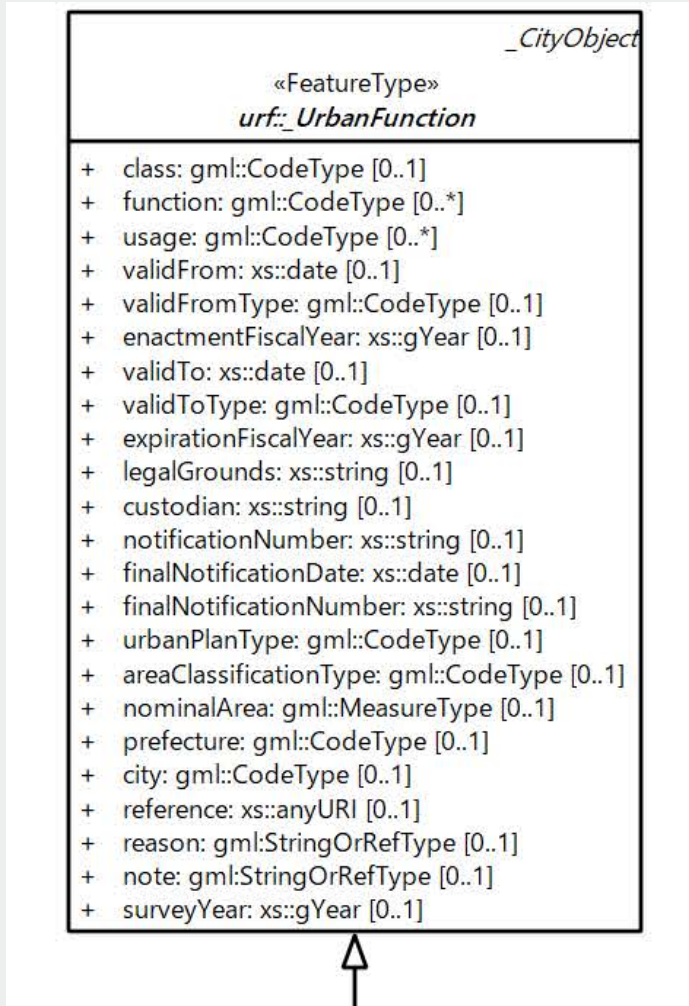 _CityObject
«FeatureType»
urf::_UrbanFunction
+ class: gml::CodeType [0..1]
+ function: gml::CodeType [0..*]
+ usage: gml::CodeType [0..*]
+ validFrom: xs::date [0..1]
+ validFromType: gml::CodeType [0..1]
+ enactmentFiscalYear: xs::gYear [0..1]
+ validTo: xs::date [0..1]
+ validToType: gml::CodeType [0..1]
+ expirationFiscalYear: xs::gYear [0..1]
+ legalGrounds: xs::string [0..1]
+ custodian: xs::string [0..1]
+ notificationNumber: xs::string [0..1]
+ finalNotificationDate: xs::date [0..1]
+ finalNotificationNumber: xs::string [0..1]
+ urbanPlanType: gml::CodeType [0..1]
+ areaClassificationType: gml::CodeType [0..1]
+ nominalArea: gml::MeasureType [0..1]
+ prefecture: gml::CodeType [0..1]
+ city: gml::CodeType [0..1]
+ reference: xs::anyURI [0..1]
+ reason: gml:StringOrRefType [0..1]
+ note: gml:StringOrRefType [0..1]
+ surveyYear: xs::gYear [0..1]